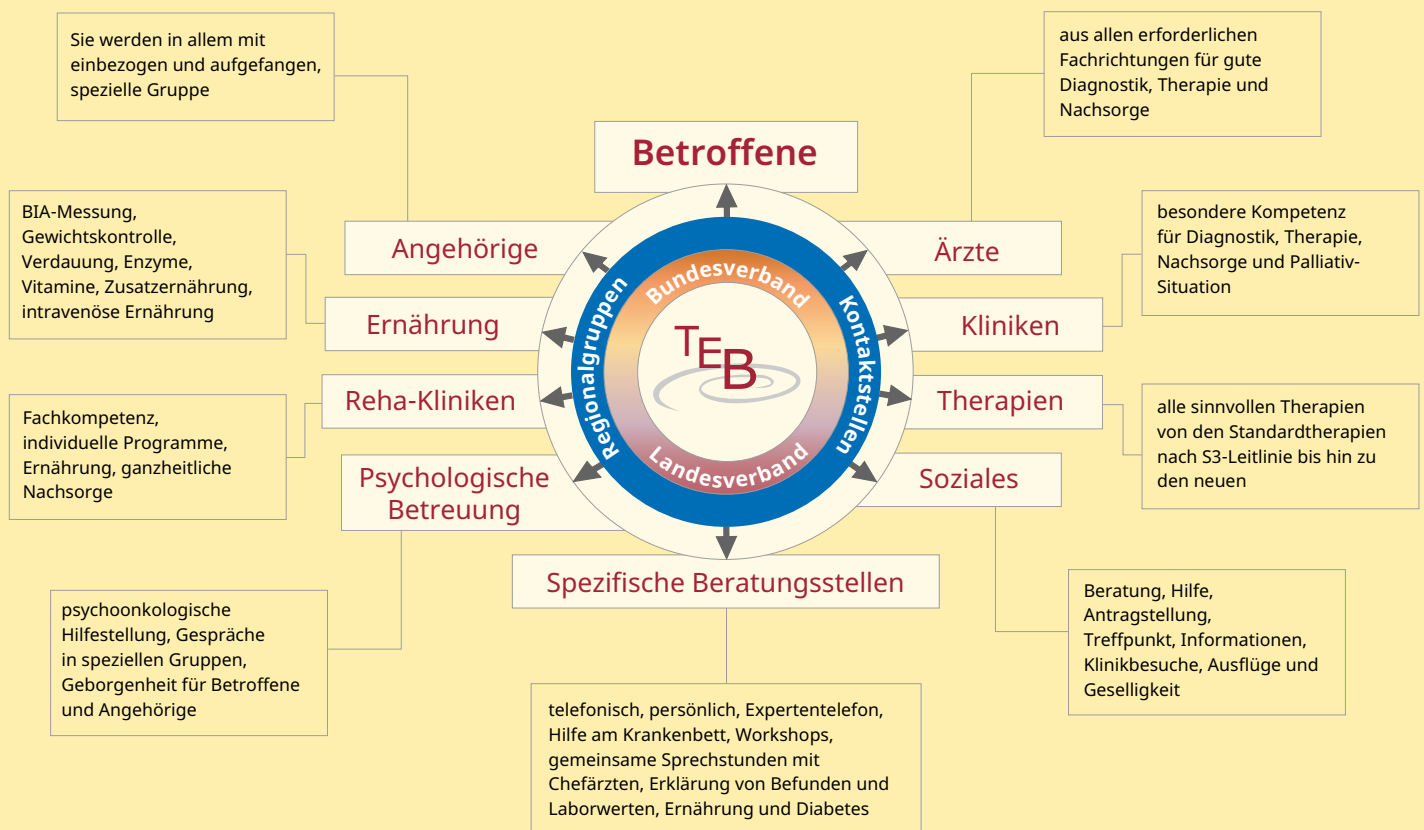 Sie werden in allem mit
einbezogen und aufgefangen,
spezielle Gruppe
aus allen erforderlichen
Fachrichtungen für gute
Diagnostik, Therapie und
Nachsorge
Betroffene
BIA-Messung,
Gewichtskontrolle,
Verdauung, Enzyme,
Vitamine, Zusatzernährung,
intravenöse Ernährung
Angehörige
Ärzte
besondere Kompetenz
für Diagnostik, Therapie,
Nachsorge und Palliativ-
Situation
Ernährung
Kliniken
Regionalgruppen
Bundesverband
Kontaktstellen
TEB
Landesverband
Reha-Kliniken
Therapien
Fachkompetenz,
individuelle Programme,
Ernährung, ganzheitliche
Nachsorge
alle sinnvollen Therapien
von den Standardtherapien
nach S3-Leitlinie bis hin zu
den neuen
Psychologische
Betreuung
Soziales
Spezifische Beratungsstellen
psychoonkologische
Hilfestellung, Gespräche
in speziellen Gruppen,
Geborgenheit für Betroffene
und Angehörige
Beratung, Hilfe,
Antragstellung,
Treffpunkt, Informationen,
Klinikbesuche, Ausflüge und
Geselligkeit
telefonisch, persönlich, Expertentelefon,
Hilfe am Krankenbett, Workshops,
gemeinsame Sprechstunden mit
Chefärzten, Erklärung von Befunden und
Laborwerten, Ernährung und Diabetes